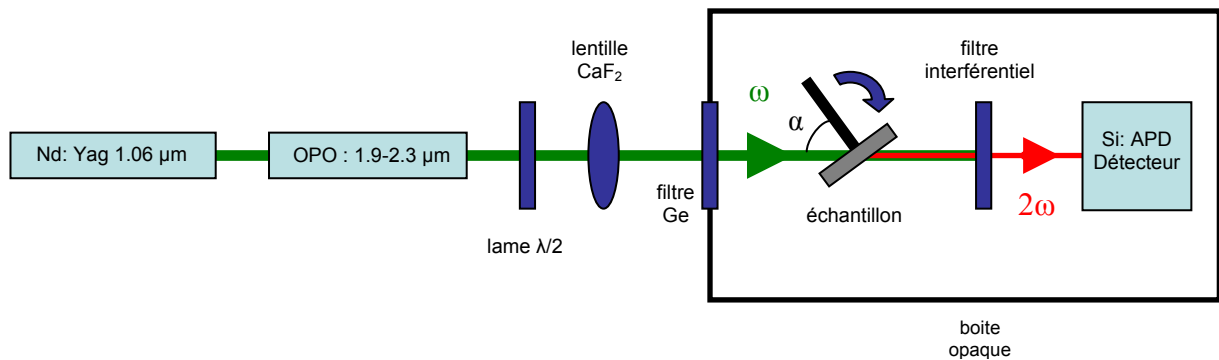 lentille
CaF2
filtre
interférentiel
ω
α
Nd: Yag 1.06 µm
OPO : 1.9-2.3 µm
Si: APD
Détecteur
filtre
Ge
échantillon
2ω
lame λ/2
boite
opaque